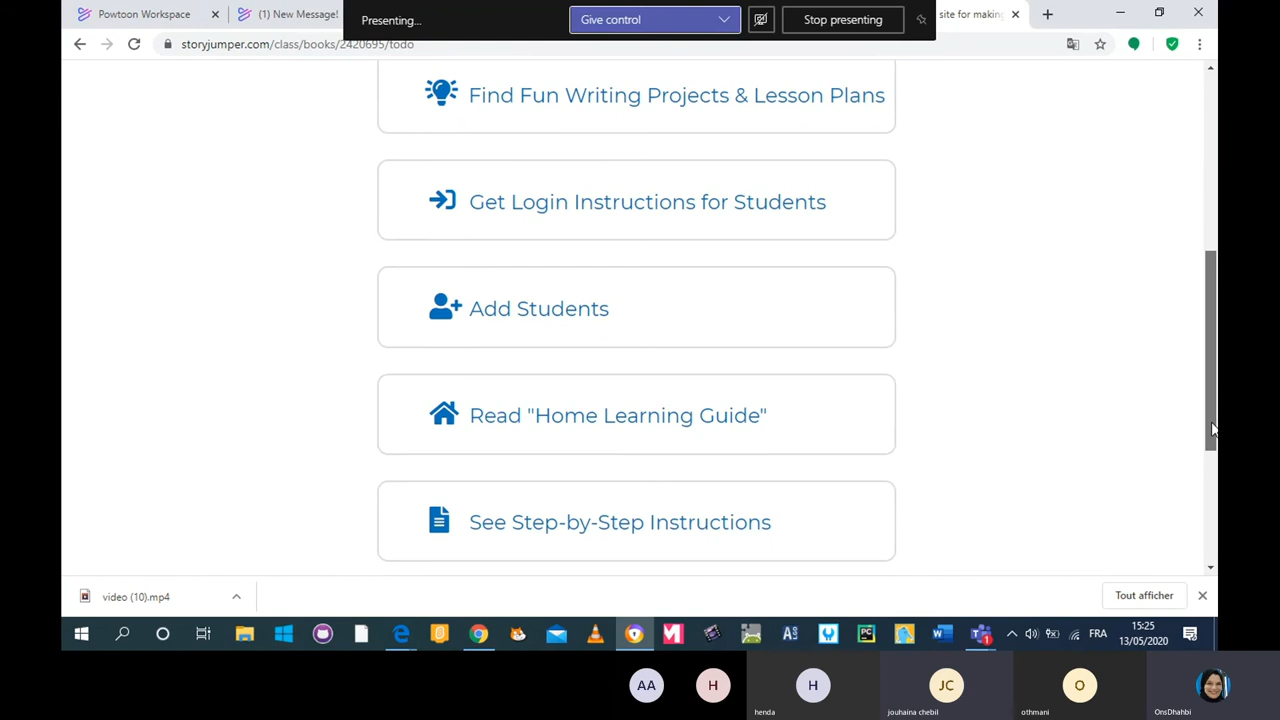 Powtoon Workspace
(1) New Message!
Presenting...
Give control
Stop presenting
site for making
storyjumper.com/class/books/2420695/todo
Find Fun Writing Projects & Lesson Plans
Get Login Instructions for Students
Add Students
Read "Home Learning Guide"
See Step-by-Step Instructions
video (10).mp4
Tout afficher
FRA
15:25
13/05/2020
AA
H
H
JC
O
henda
jouhaina chebil
othmani
OnsDhahbi